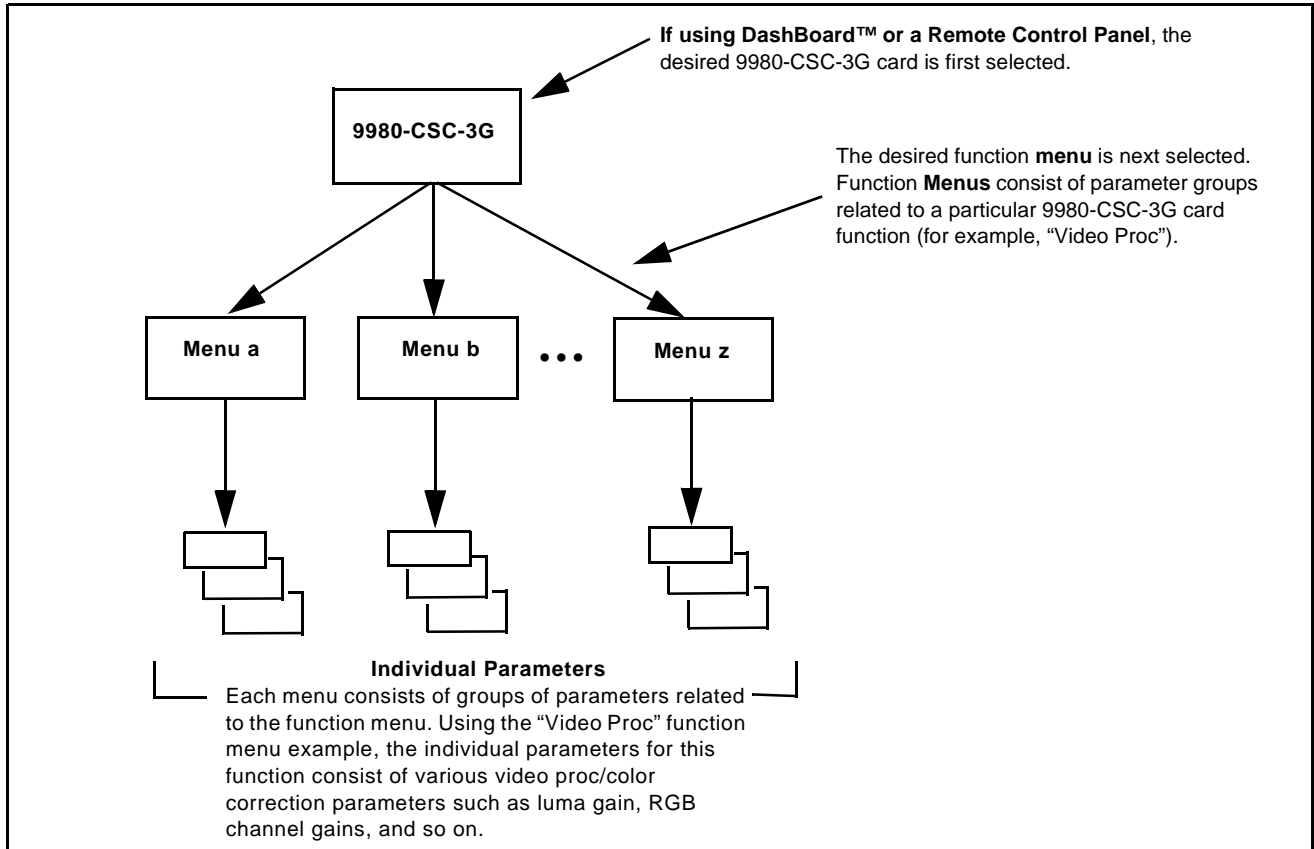 If using DashBoard™ or a Remote Control Panel, the
desired 9980-CSC-3G card is first selected.
9980-CSC-3G
The desired function menu is next selected.
Function Menus consist of parameter groups
related to a particular 9980-CSC-3G card
function (for example, “Video Proc”).
Menu a
Menu b
•••
Menu z
Individual Parameters
Each menu consists of groups of parameters related
to the function menu. Using the “Video Proc” function
menu example, the individual parameters for this
function consist of various video proc/color
correction parameters such as luma gain, RGB
channel gains, and so on.